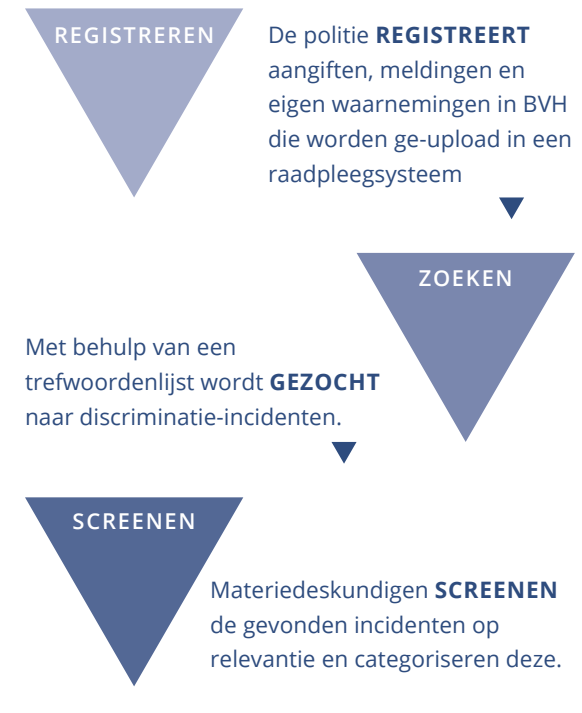 REGISTREREN
De politie REGISTREERT
aangiften, meldingen en
eigen waarnemingen in BVH
die worden ge-upload in een
raadpleegsysteem
ZOEKEN
Met behulp van een
trefwoordenlijst wordt GEZOCHT
naar discriminatie-incidenten.
SCREENEN
Materiedeskundigen SCREENEN
de gevonden incidenten op
relevantie en categoriseren deze.